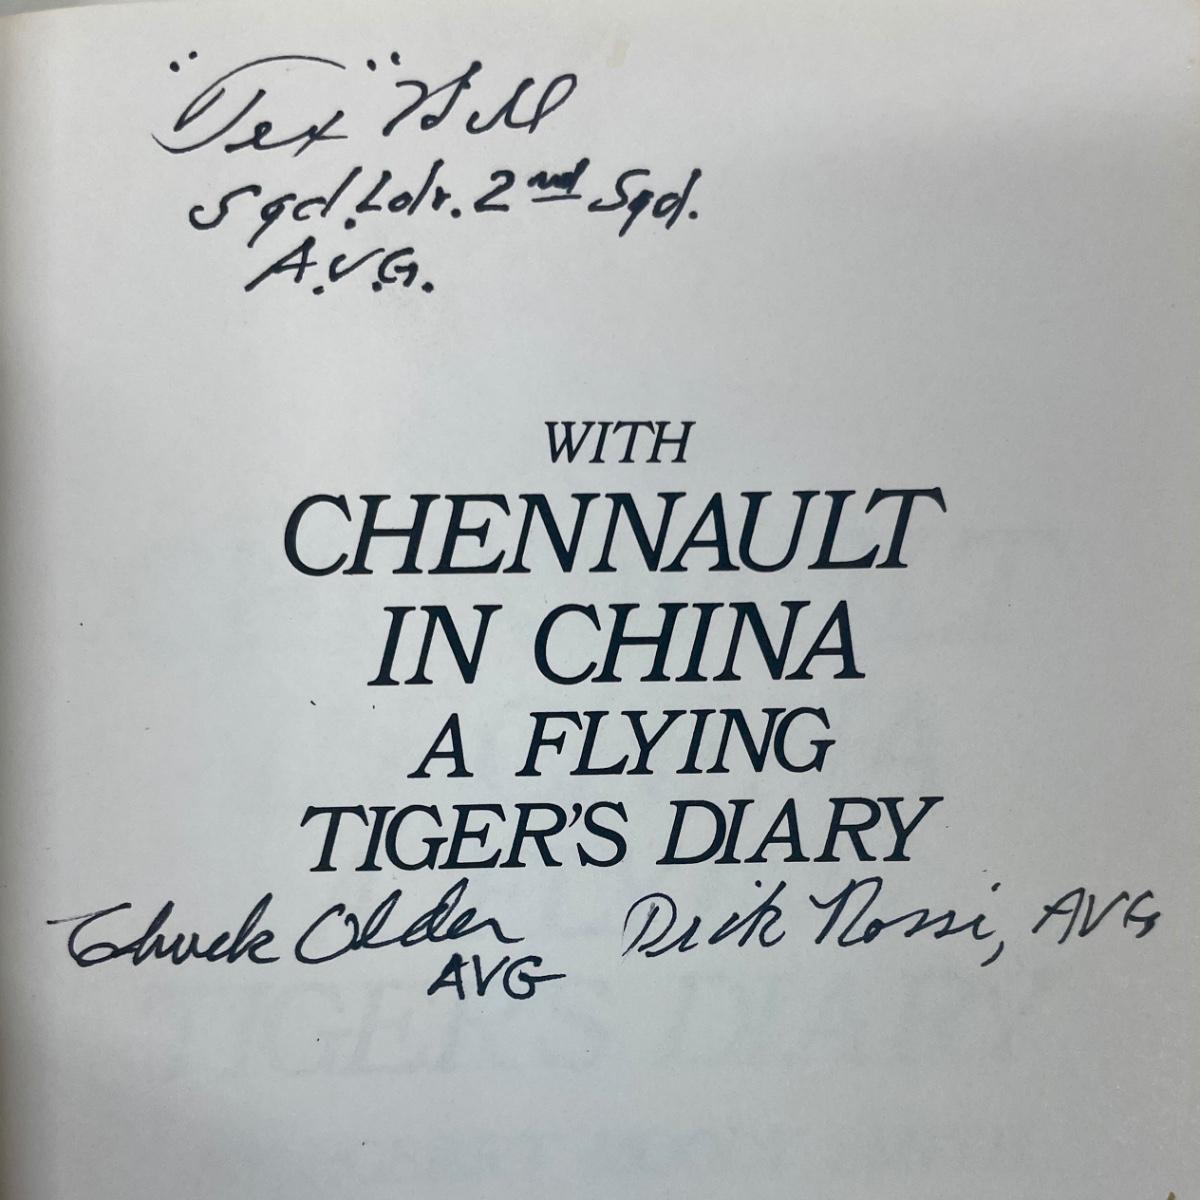 "Tex" Hill
Sqd. Ldr. 2nd Sqd.
A.V.G.
WITH
CHENNAULT
IN CHINA
A FLYING
TIGER'S DIARY
Chuck Older
AVG
Dick Rossi, AVG